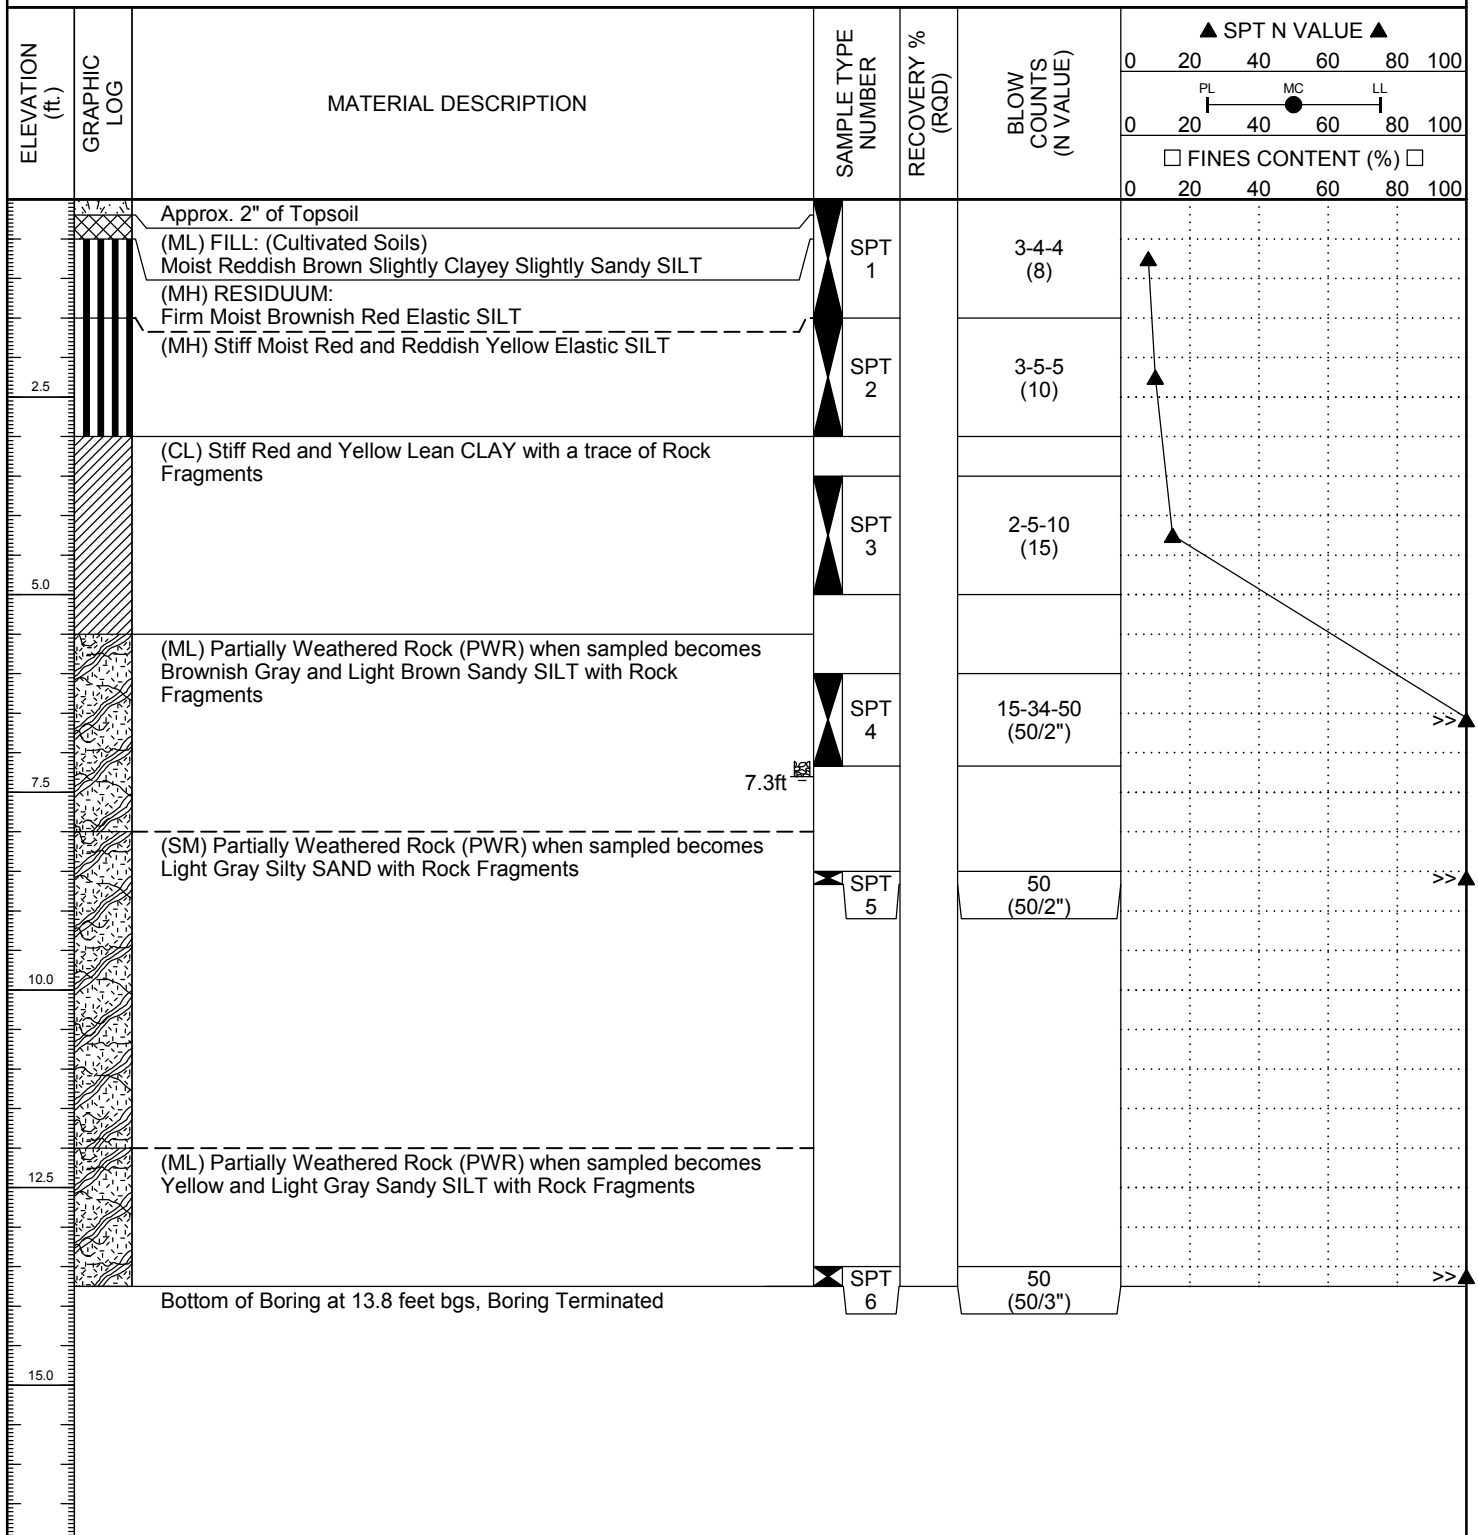 ELEVATION
(ft.)
GRAPHIC
LOG
MATERIAL DESCRIPTION
SAMPLE TYPE
NUMBER
RECOVERY %
(RQD)
BLOW
COUNTS
(N VALUE)
▲ SPT N VALUE ▲
0 20 40 60 80 100
PL MC LL
0 20 40 60 80 100
□ FINES CONTENT (%) □
0 20 40 60 80 100
Approx. 2" of Topsoil
(ML) FILL: (Cultivated Soils)
Moist Reddish Brown Slightly Clayey Slightly Sandy SILT
SPT
1
3-4-4
(8)
(MH) RESIDUUM:
Firm Moist Brownish Red Elastic SILT
(MH) Stiff Moist Red and Reddish Yellow Elastic SILT
SPT
2
3-5-5
(10)
2.5
(CL) Stiff Red and Yellow Lean CLAY with a trace of Rock
Fragments
SPT
3
2-5-10
(15)
5.0
(ML) Partially Weathered Rock (PWR) when sampled becomes
Brownish Gray and Light Brown Sandy SILT with Rock
Fragments
SPT
4
15-34-50
(50/2")
>>
7.3ft
7.5
(SM) Partially Weathered Rock (PWR) when sampled becomes
Light Gray Silty SAND with Rock Fragments
SPT
5
50
(50/2")
>>
10.0
(ML) Partially Weathered Rock (PWR) when sampled becomes
Yellow and Light Gray Sandy SILT with Rock Fragments
12.5
SPT
6
50
(50/3")
>>
Bottom of Boring at 13.8 feet bgs, Boring Terminated
15.0